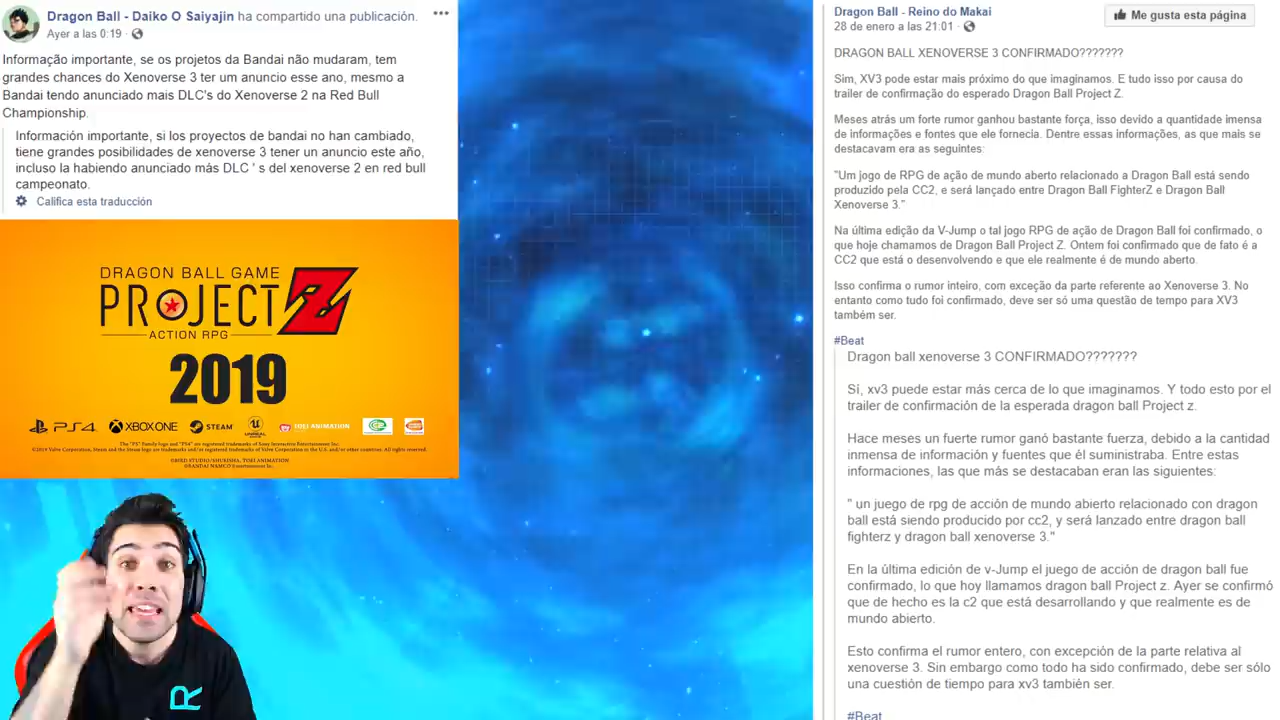 Dragon Ball - Daíko O Saiyajin ha compartido una publicación.
Ayer a las 0:19
Informação importante, se os projetos da Bandai não mudaram, tem
grandes chances do Xenoverse 3 ter um anuncio esse ano, mesmo a
Bandai tendo anunciado mais DLC's do Xenoverse 2 na Red Bull
Championship.
Información importante, si los proyectos de bandai no han cambiado,
tiene grandes posibilidades de xenoverse 3 tener un anuncio este año,
incluso la habiendo anunciado más DLC ' s del xenoverse 2 en red bull
campeonato.
Califica esta traducción
DRAGON BALL GAME
PROJECT Z
ACTION RPG
2019
PS4 XBOX ONE STEAM UNREAL TOEI ANIMATION
R
Dragon Ball - Reino do Makai
28 de enero a las 21:01
Me gusta esta página
DRAGON BALL XENOVERSE 3 CONFIRMADO???????
Sim, XV3 pode estar mais próximo do que imaginamos. E tudo isso por causa do
trailer de confirmação do esperado Dragon Ball Project Z.
Meses atrás um forte rumor ganhou bastante força, isso devido a quantidade imensa
de informações e fontes que ele fornecia. Dentre essas informações, as que mais se
destacavam era as seguintes:
"Um jogo de RPG de ação de mundo aberto relacionado a Dragon Ball está sendo
produzido pela CC2, e será lançado entre Dragon Ball FighterZ e Dragon Ball
Xenoverse 3."
Na última edição da V-Jump o tal jogo RPG de ação de Dragon Ball foi confirmado, o
que hoje chamamos de Dragon Ball Project Z. Ontem foi confirmado que de fato é a
CC2 que está o desenvolvendo e que ele realmente é de mundo aberto.
Isso confirma o rumor inteiro, com exceção da parte referente ao Xenoverse 3. No
entanto como tudo foi confirmado, deve ser só uma questão de tempo para XV3
também ser.
#Beat
Dragon ball xenoverse 3 CONFIRMADO???????
Sí, xv3 puede estar más cerca de lo que imaginamos. Y todo esto por el
trailer de confirmación de la esperada dragon ball Project z.
Hace meses un fuerte rumor ganó bastante fuerza, debido a la cantidad
inmensa de información y fuentes que él suministraba. Entre estas
informaciones, las que más se destacaban eran las siguientes:
" un juego de rpg de acción de mundo abierto relacionado con dragon
ball está siendo producido por cc2, y será lanzado entre dragon ball
fighterz y dragon ball xenoverse 3."
En la última edición de v-Jump el juego de acción de dragon ball fue
confirmado, lo que hoy llamamos dragon ball Project z. Ayer se confirmó
que de hecho es la c2 que está desarrollando y que realmente es de
mundo abierto.
Esto confirma el rumor entero, con excepción de la parte relativa al
xenoverse 3. Sin embargo como todo ha sido confirmado, debe ser sólo
una cuestión de tiempo para xv3 también ser.
#Beat